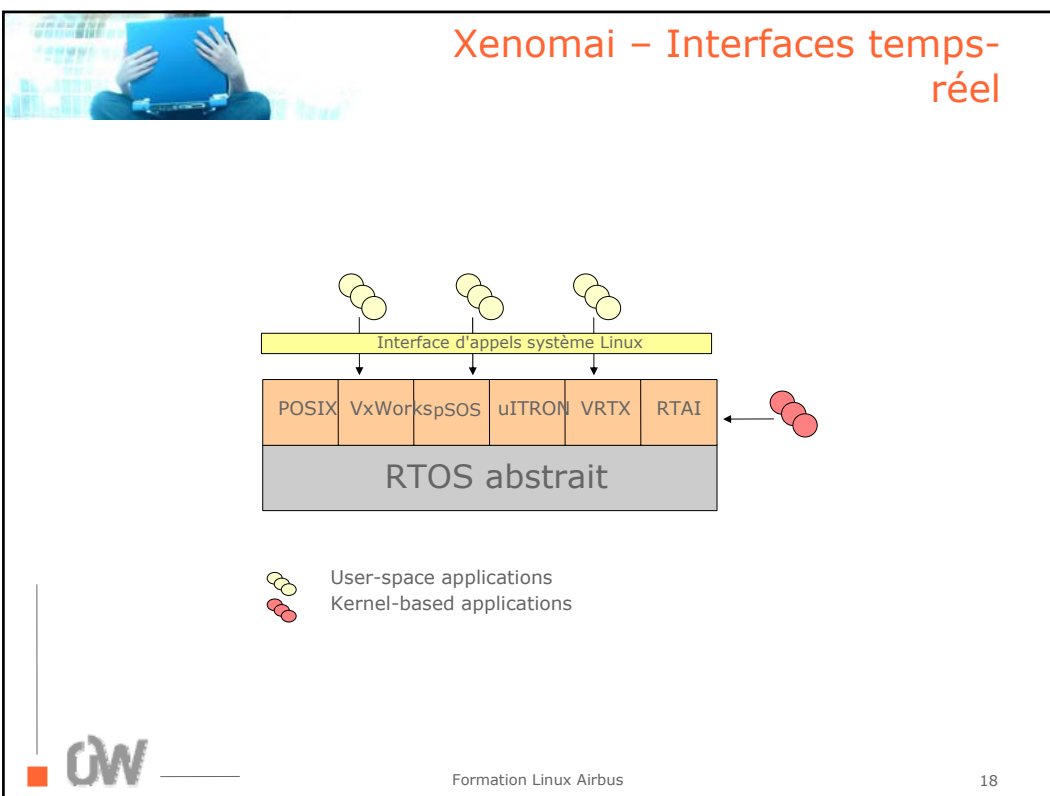 Xenomai – Interfaces temps-
réel
Interface d'appels système Linux
POSIX VxWorks pSOS uITRON VRTX RTAI
RTOS abstrait
User-space applications
Kernel-based applications
OW
Formation Linux Airbus 18